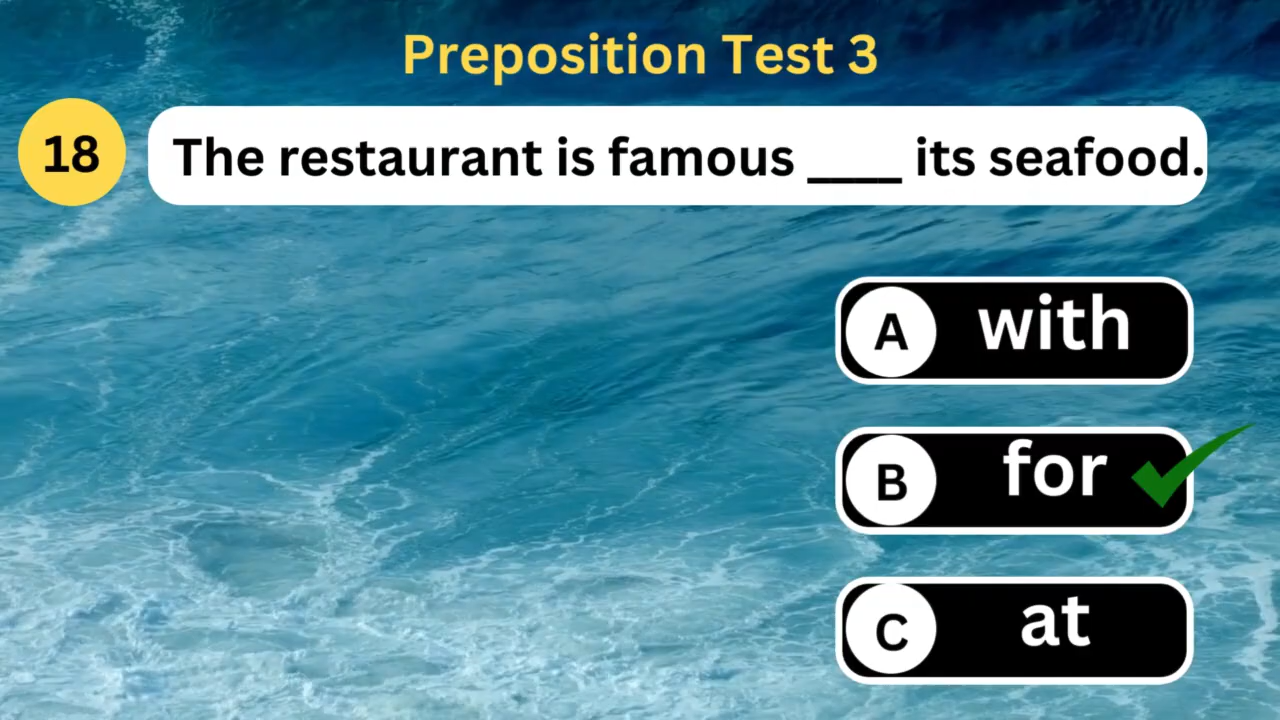 Preposition Test 3
18
The restaurant is famous ____ its seafood.
A with
B for
C at